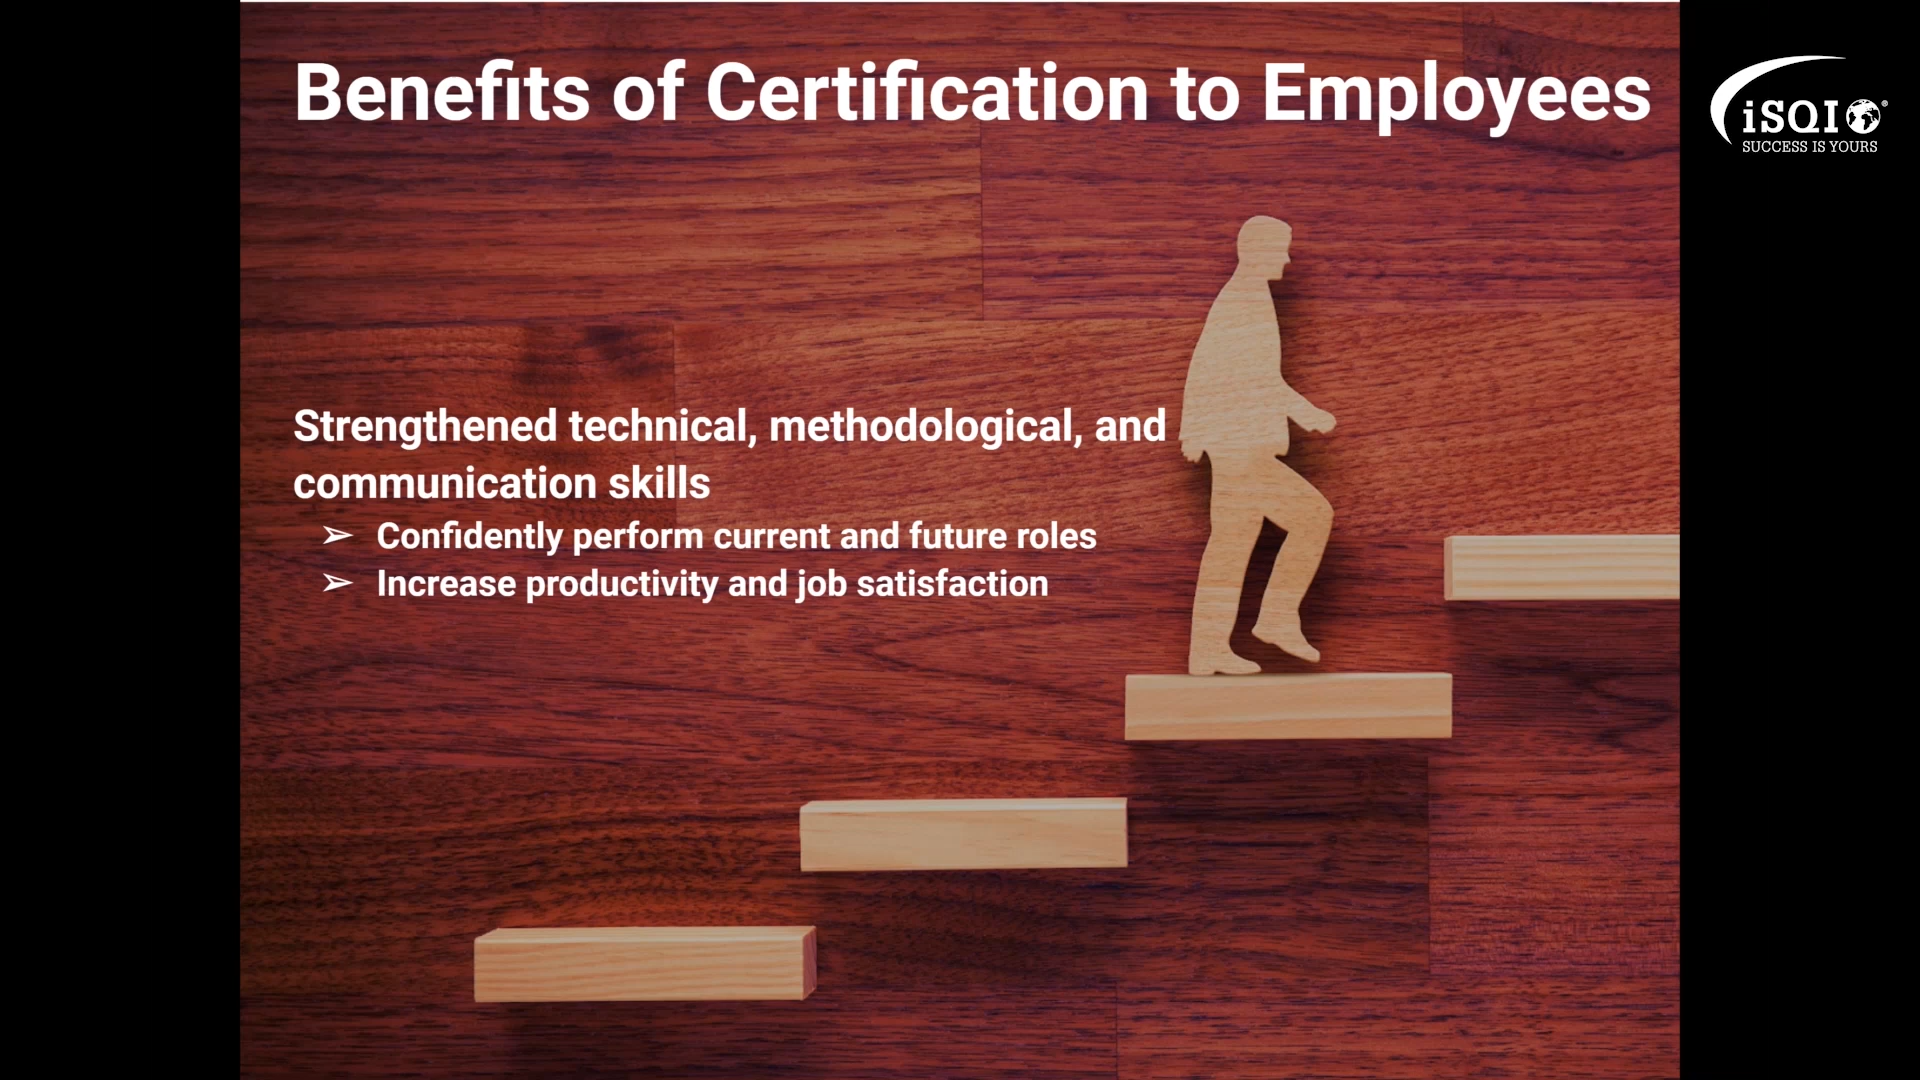 Benefits of Certification to Employees
iSQI®
SUCCESS IS YOURS
Strengthened technical, methodological, and
communication skills
➢ Confidently perform current and future roles
➢ Increase productivity and job satisfaction